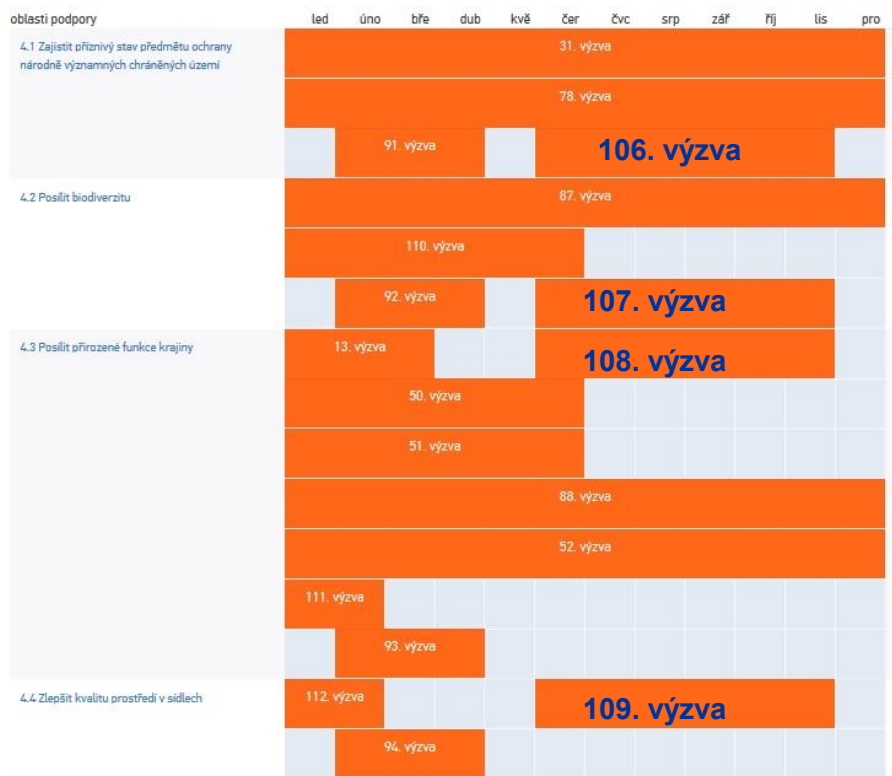 oblasti podpory led úno bře dub kvě čer čvc srp zář říj lis pro
4.1 Zajistit příznivý stav předmětu ochrany
národně významných chráněných území
31. výzva
78. výzva
91. výzva 106. výzva
4.2 Posílit biodiverzitu
87. výzva
110. výzva
92. výzva 107. výzva
4.3 Posílit přirozené funkce krajiny
13. výzva 108. výzva
50. výzva
51. výzva
88. výzva
52. výzva
111. výzva
93. výzva
4.4 Zlepšit kvalitu prostředí v sídlech
112. výzva 109. výzva
94. výzva